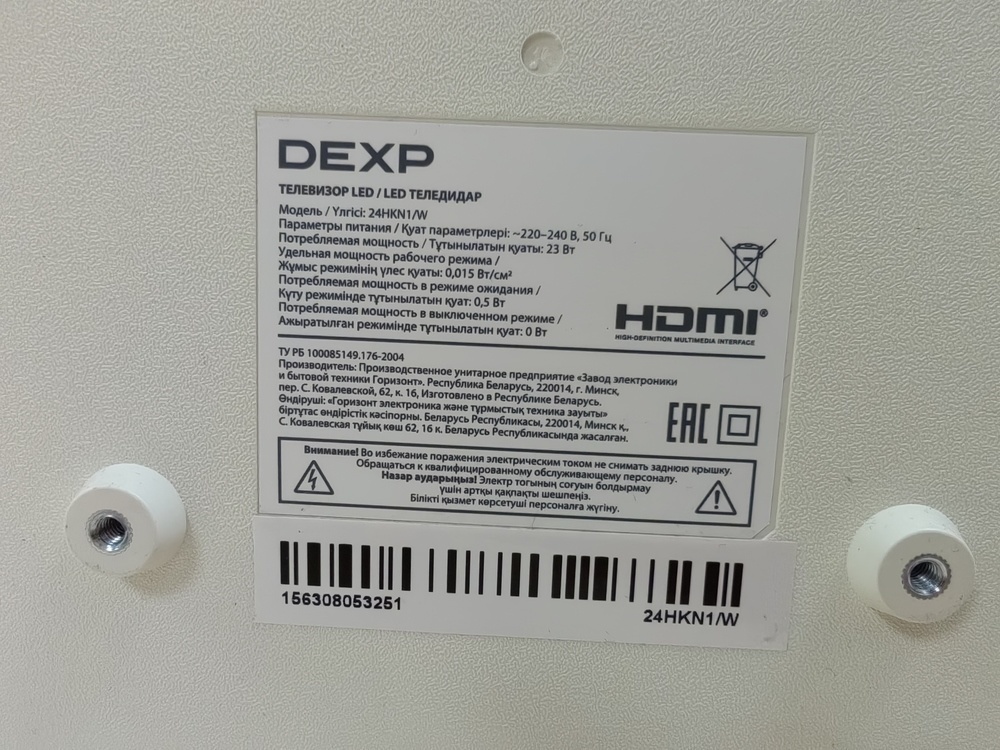 DEXP
ТЕЛЕВИЗОР LED / LED ТЕЛЕДИДАР
Модель / Үлгісі: 24HKN1/W
Параметры питания / Қуат параметрлері: ~220–240 В, 50 Гц
Потребляемая мощность / Тұтынылатын қуаты: 23 Вт
Удельная мощность рабочего режима /
Жұмыс режимінің үлес қуаты: 0,015 Вт/см²
Потребляемая мощность в режиме ожидания /
Күту режимінде тұтынылатын қуат: 0,5 Вт
Потребляемая мощность в выключенном режиме /
Ажыратылған режимінде тұтынылатын қуат: 0 Вт
HDMI®
HIGH-DEFINITION MULTIMEDIA INTERFACE
ТУ РБ 100085149.176-2004
Производитель: Производственное унитарное предприятие «Завод электроники
и бытовой техники Горизонт». Республика Беларусь, 220014, г. Минск,
пер. С. Ковалевской, 62, к. 16, Изготовлено в Республике Беларусь.
Өндіруші: «Горизонт электроника және тұрмыстық техника зауыты»
біртұтас өндірістік кәсіпорны. Беларусь Республикасы, 220014, Минск қ.,
С. Ковалевская тұйық көш 62, 16 к. Беларусь Республикасында жасалған.
EAC
Внимание! Во избежание поражения электрическим током не снимать заднюю крышку.
Обращаться к квалифицированному обслуживающему персоналу.
Назар аударыңыз! Электр тогының соғуын болдырмау
үшін артқы қақпақты шешпеңіз.
Білікті қызмет көрсетуші персоналға жүгіну.
156308053251
24HKN1/W